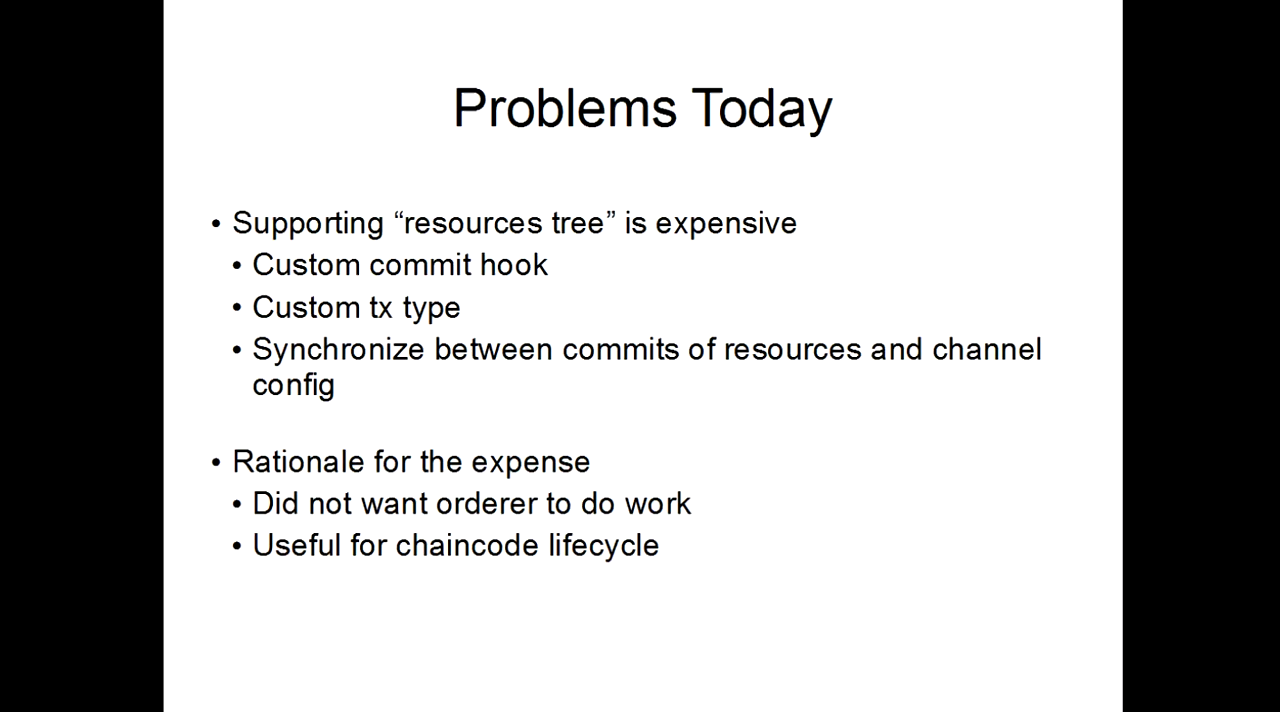 Problems Today
• Supporting “resources tree” is expensive
• Custom commit hook
• Custom tx type
• Synchronize between commits of resources and channel
config
• Rationale for the expense
• Did not want orderer to do work
• Useful for chaincode lifecycle